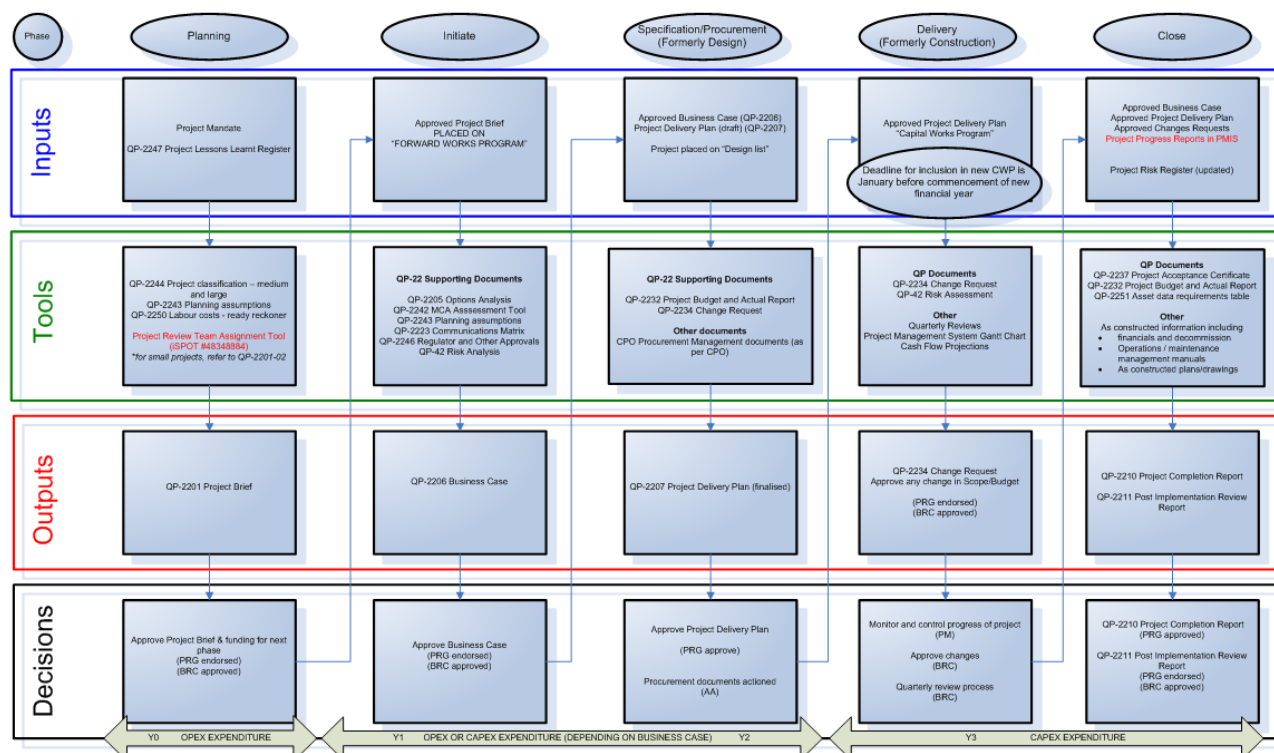 Phase
Planning
Initiate
Specification/Procurement
(Formerly Design)
Delivery
(Formerly Construction)
Close
Inputs
Project Mandate
QP-2247 Project Lessons Learnt Register
Approved Project Brief
PLACED ON
“FORWARD WORKS PROGRAM”
Approved Business Case (QP-2206)
Project Delivery Plan (draft) (QP-2207)
Project placed on “Design list”
Approved Project Delivery Plan
“Capital Works Program”
Deadline for inclusion in new CWP is
January before commencement of new
financial year
Approved Business Case
Approved Project Delivery Plan
Approved Changes Requests
Project Progress Reports in PMIS
Project Risk Register (updated)
Tools
QP-2244 Project classification – medium
and large
QP-2243 Planning assumptions
QP-2250 Labour costs - ready reckoner
Project Review Team Assignment Tool
(iSPOT #48348884)
*for small projects, refer to QP-2201-02
QP-22 Supporting Documents
QP-2205 Options Analysis
QP-2242 MCA Asssessment Tool
QP-2243 Planning assumptions
QP-2223 Communications Matrix
QP-2246 Regulator and Other Approvals
QP-42 Risk Analysis
QP-22 Supporting Documents
QP-2232 Project Budget and Actual Report
QP-2234 Change Request
Other documents
CPO Procurement Management documents (as
per CPO)
QP Documents
QP-2234 Change Request
QP-42 Risk Assessment
Other
Quarterly Reviews
Project Management System Gantt Chart
Cash Flow Projections
QP Documents
QP-2237 Project Acceptance Certificate
QP-2232 Project Budget and Actual Report
QP-2251 Asset data requirements table
Other
As constructed information including
• financials and decommission
• Operations / maintenance
management manuals
• As constructed plans/drawings
Outputs
QP-2201 Project Brief
QP-2206 Business Case
QP-2207 Project Delivery Plan (finalised)
QP-2234 Change Request
Approve any change in Scope/Budget
(PRG endorsed)
(BRC approved)
QP-2210 Project Completion Report
QP-2211 Post Implementation Review
Report
Decisions
Approve Project Brief & funding for next
phase
(PRG endorsed)
(BRC approved)
Approve Business Case
(PRG endorsed)
(BRC approved)
Approve Project Delivery Plan
(PRG approve)
Procurement documents actioned
(AA)
Monitor and control progress of project
(PM)
Approve changes
(BRC)
Quarterly review process
(BRC)
QP-2210 Project Completion Report
(PRG approved)
QP-2211 Post Implementation Review
Report
(PRG endorsed)
(BRC approved)
Y0 OPEX EXPENDITURE
Y1 OPEX OR CAPEX EXPENDITURE (DEPENDING ON BUSINESS CASE) Y2
Y3 CAPEX EXPENDITURE